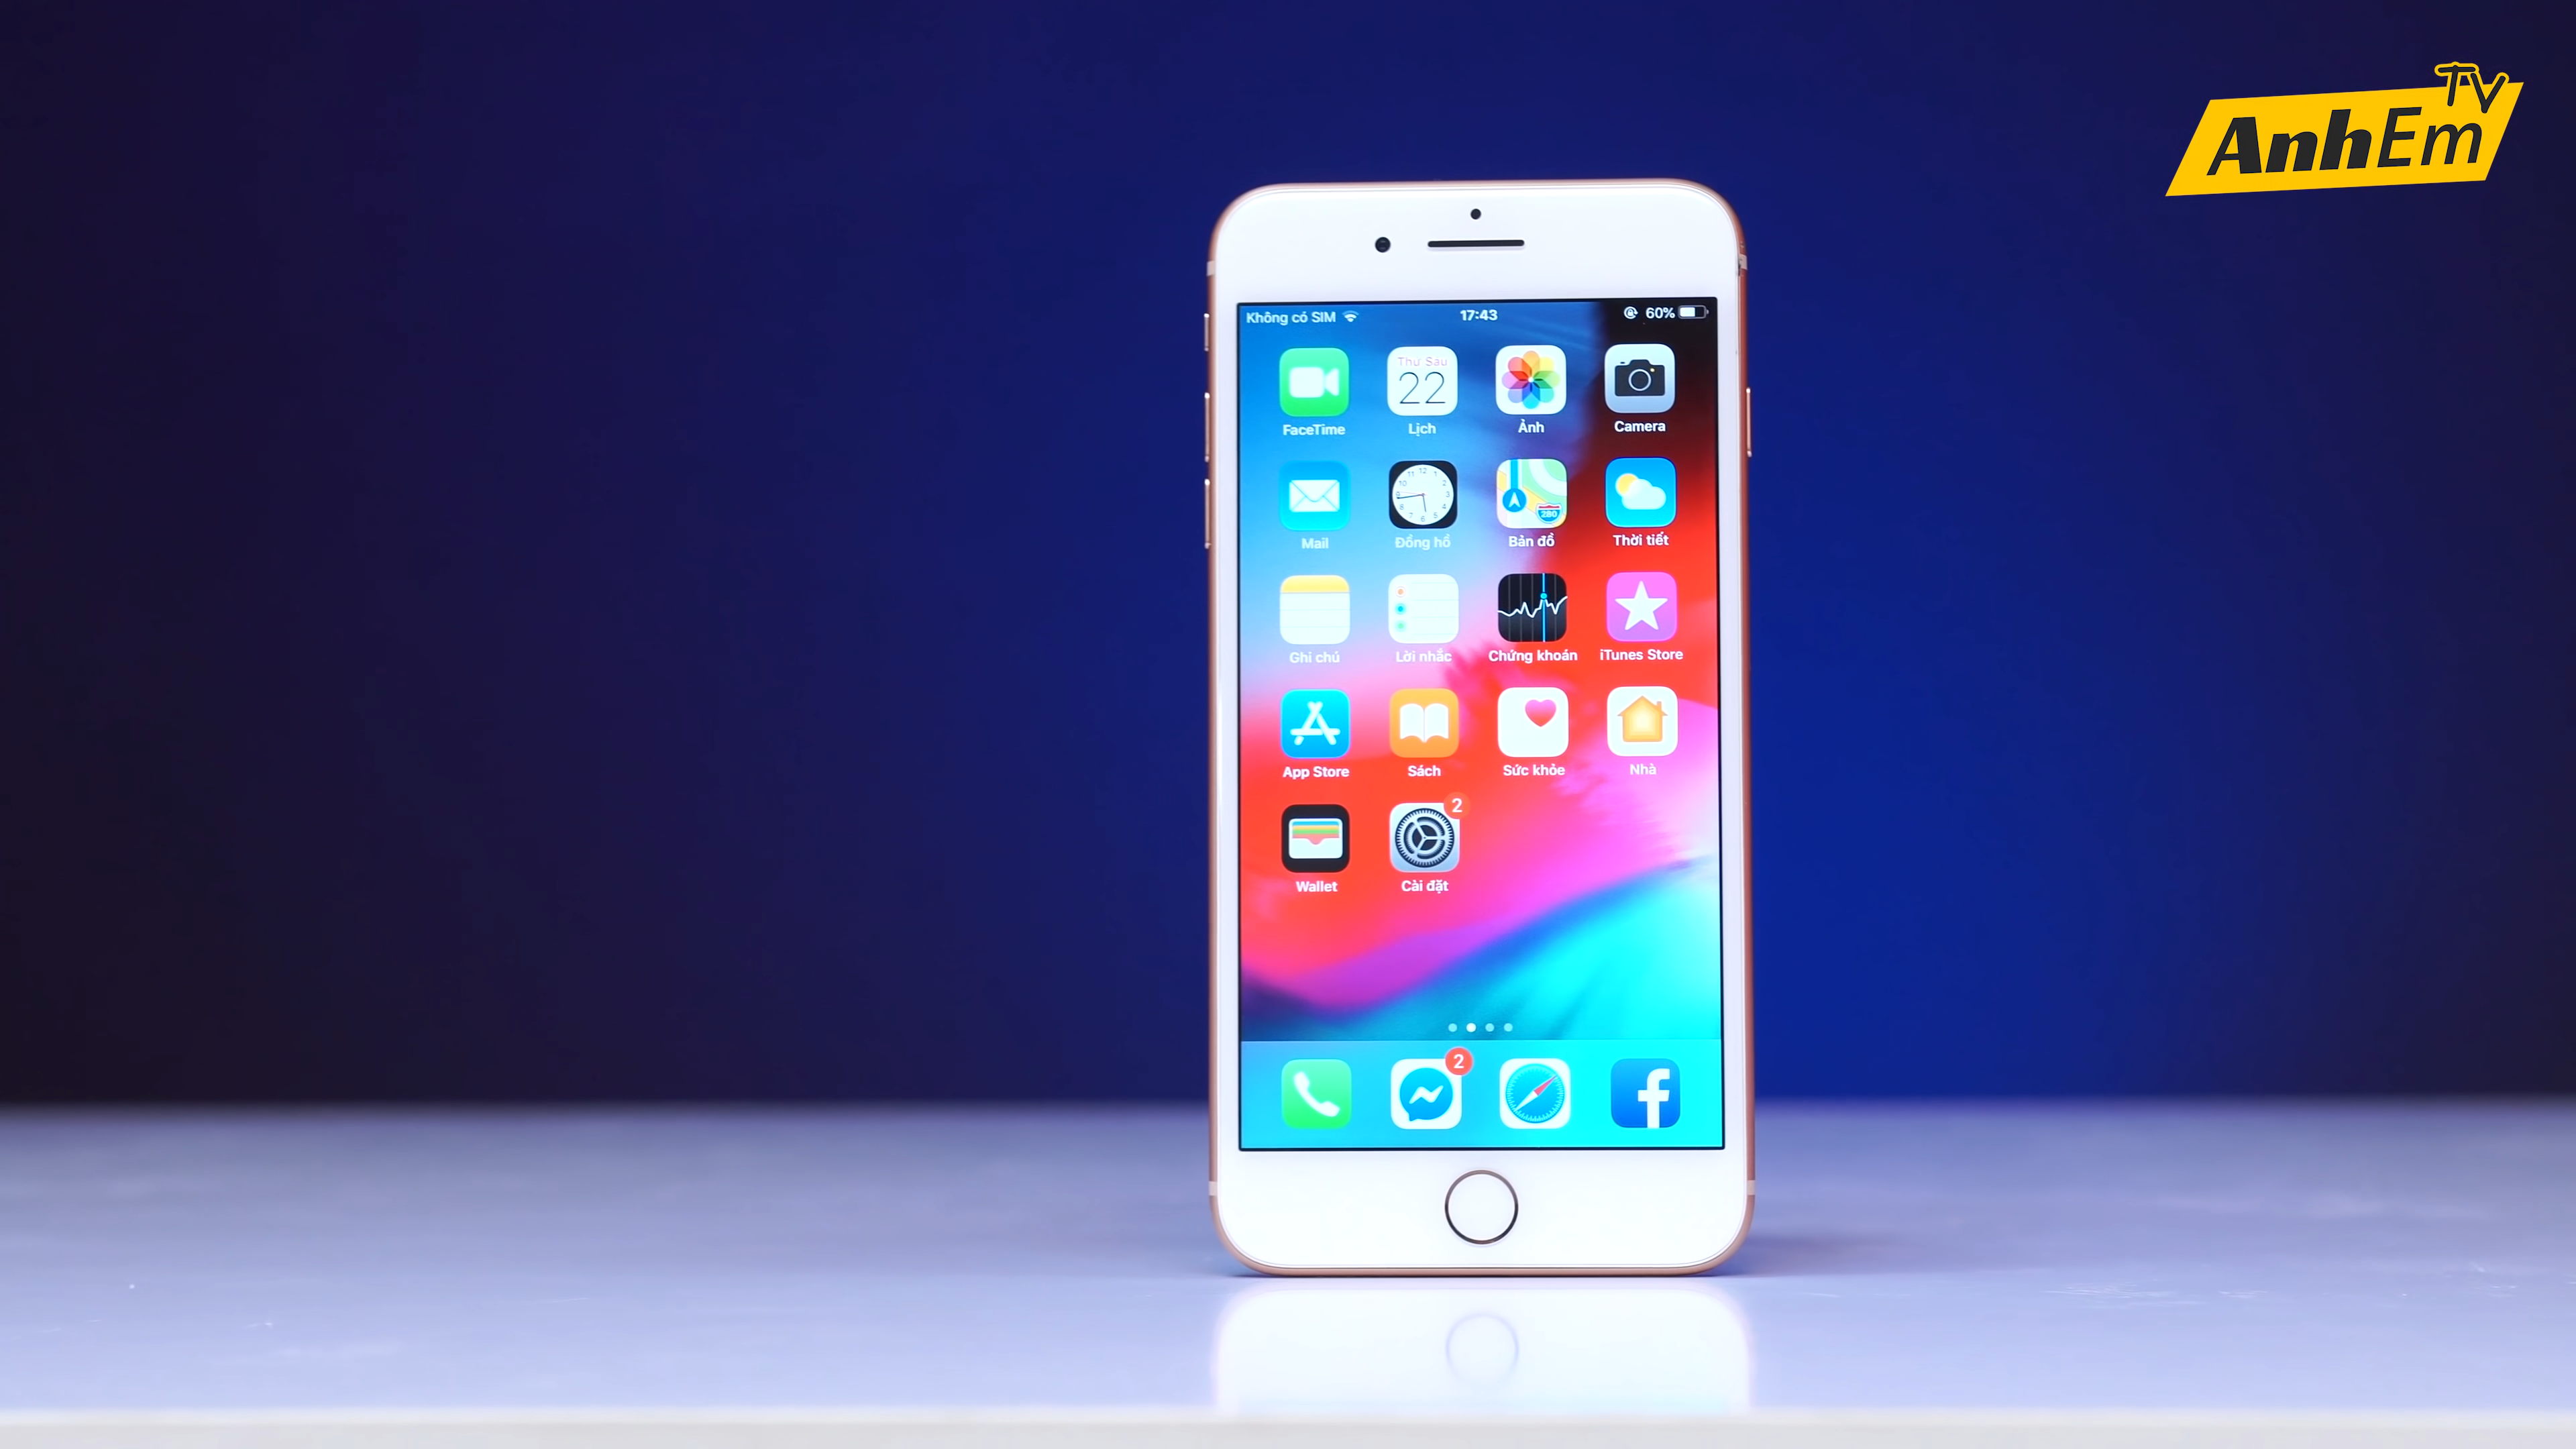 AnhEm TV
Không có SIM 17:43 60%
Thứ Sáu
22
FaceTime Lịch Ảnh Camera
280
Mail Đồng hồ Bản đồ Thời tiết
Ghi chú Lời nhắc Chứng khoán iTunes Store
App Store Sách Sức khỏe Nhà
2
Wallet Cài đặt
2